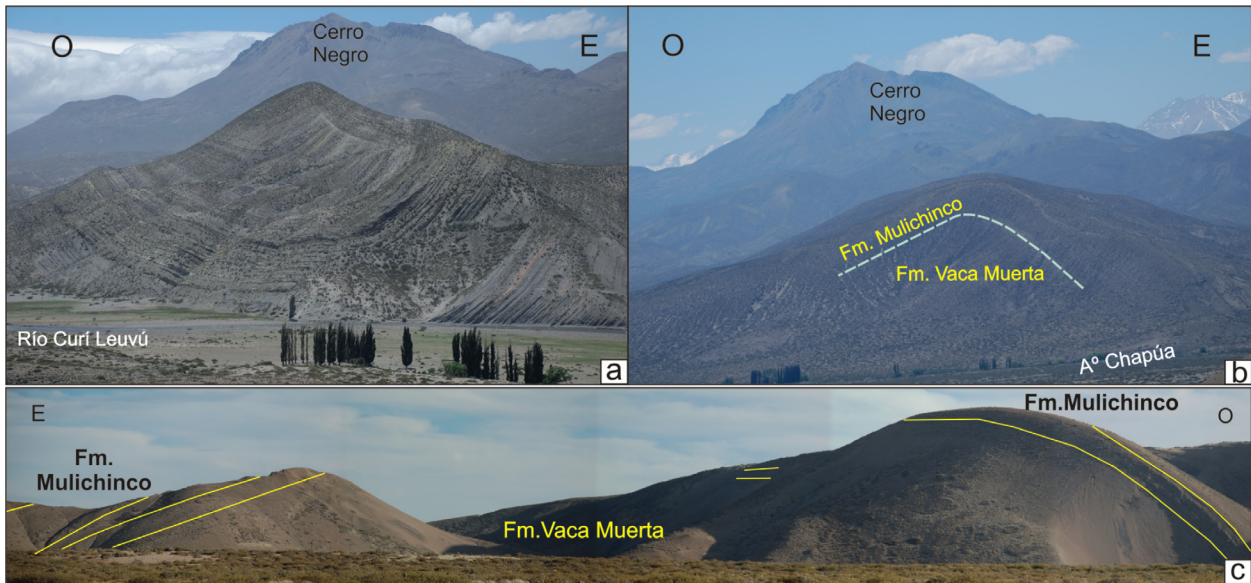 O
Cerro
Negro
E
Río Curí Leuvú
a
O
Cerro
Negro
E
Fm. Mulichinco
Fm. Vaca Muerta
Aº Chapúa
b
E
Fm.
Mulichinco
Fm.Vaca Muerta
Fm.Mulichinco
O
c